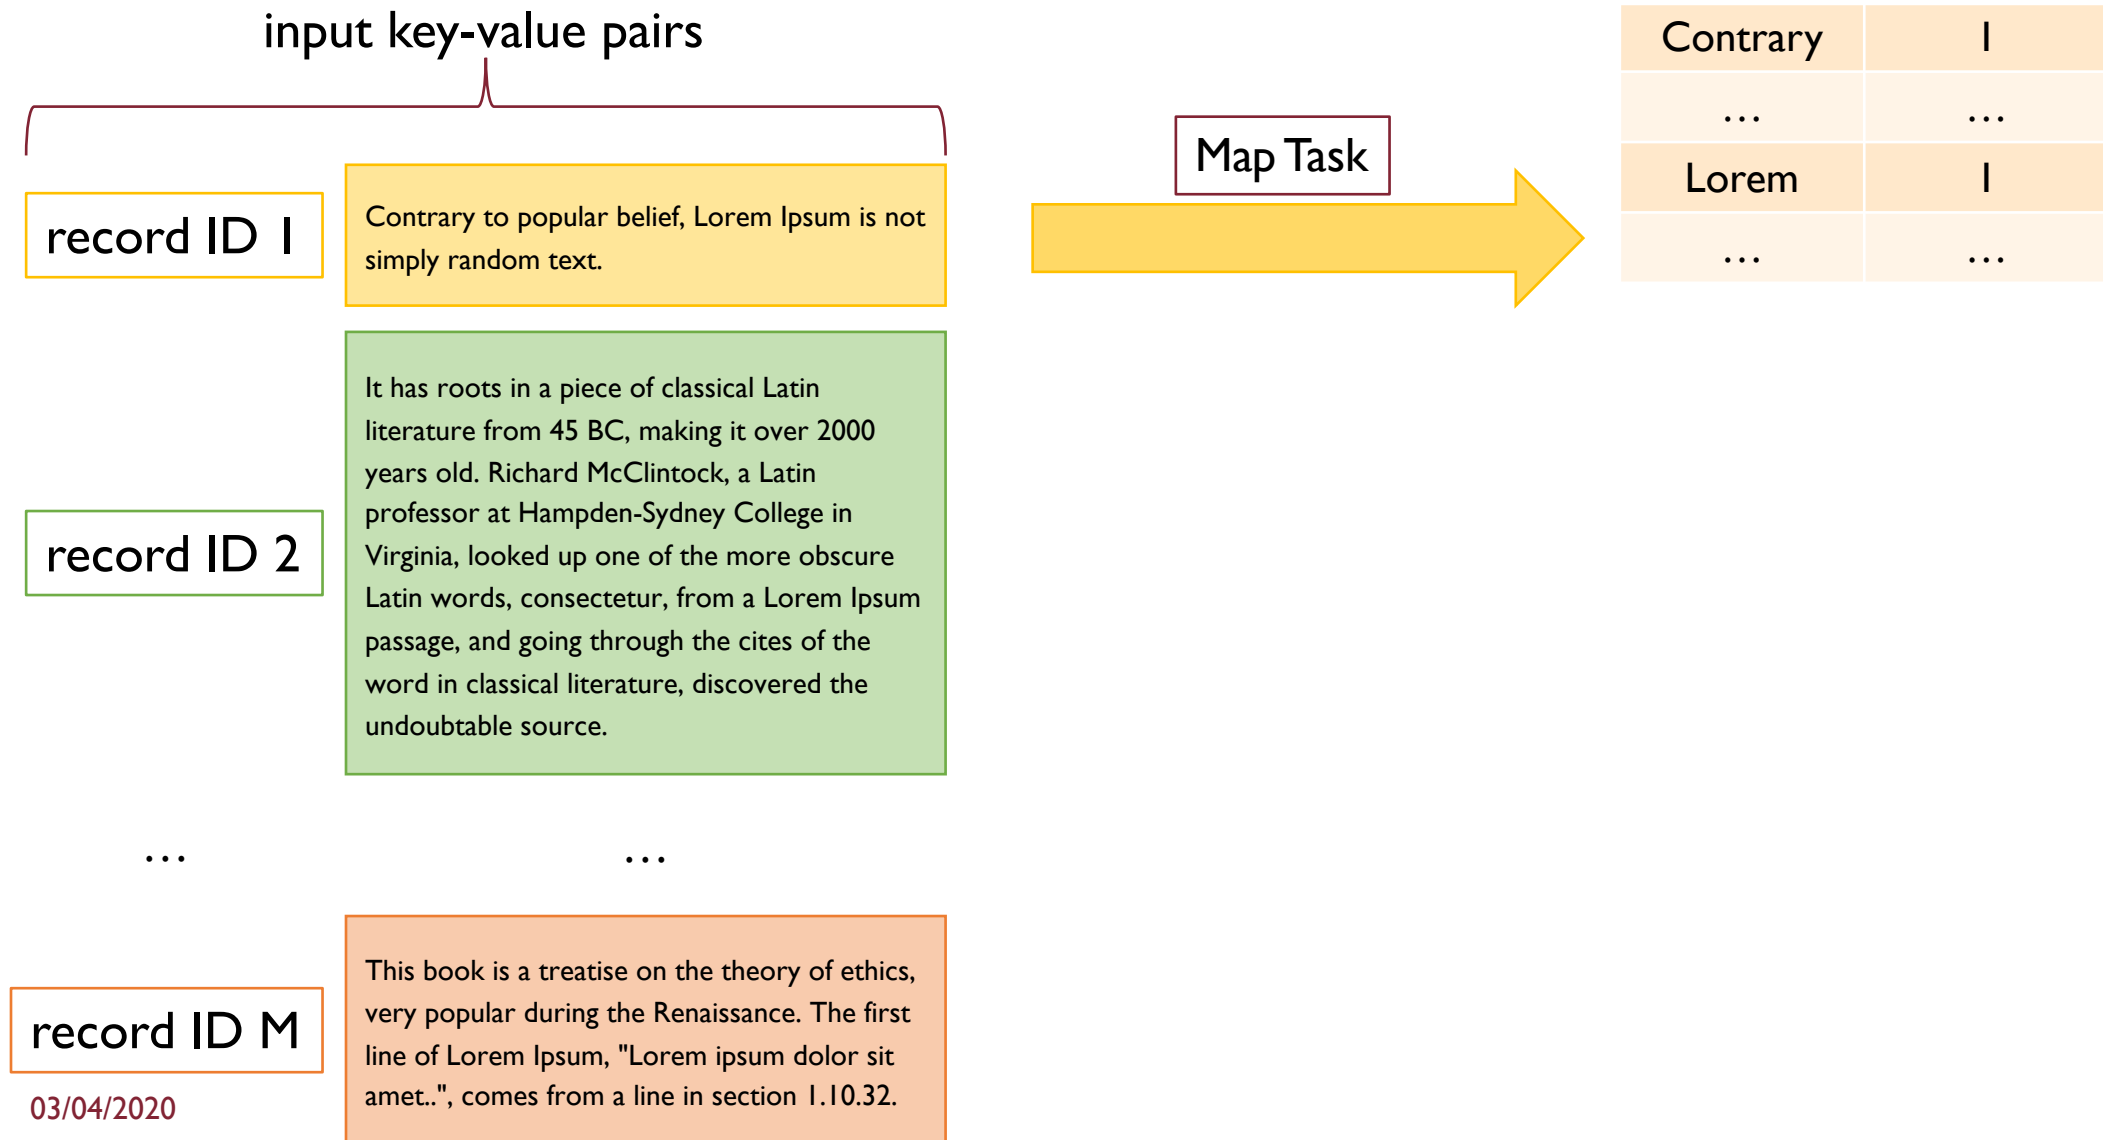 input key-value pairs
Contrary 1
… …
Map Task
Lorem 1
… …
record ID 1
Contrary to popular belief, Lorem Ipsum is not
simply random text.
record ID 2
It has roots in a piece of classical Latin
literature from 45 BC, making it over 2000
years old. Richard McClintock, a Latin
professor at Hampden-Sydney College in
Virginia, looked up one of the more obscure
Latin words, consectetur, from a Lorem Ipsum
passage, and going through the cites of the
word in classical literature, discovered the
undoubtable source.
… …
record ID M
This book is a treatise on the theory of ethics,
very popular during the Renaissance. The first
line of Lorem Ipsum, "Lorem ipsum dolor sit
amet..", comes from a line in section 1.10.32.
03/04/2020